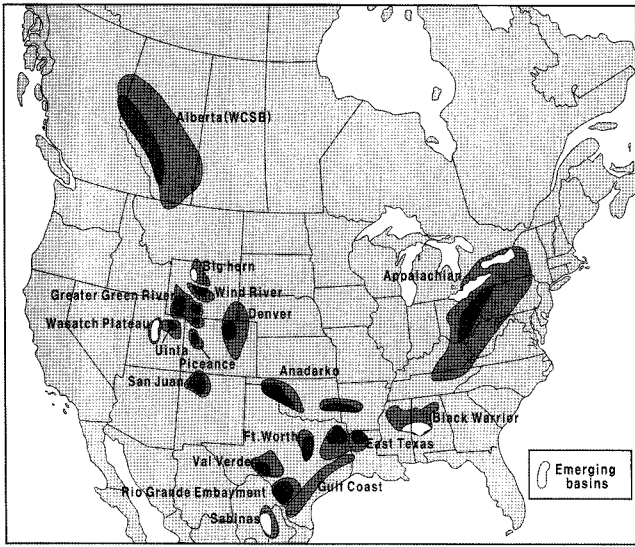 Alberta(WCSB)
Big horn
Appalachian
Greater Green River
Wind River
Wasatch Plateau
Denver
Uinta
Piceance
Anadarko
San Juan
Black Warrior
Ft. Worth
East Texas
Val Verde
Rio Grande Embayment
Gulf Coast
Emerging
basins
Sabinas